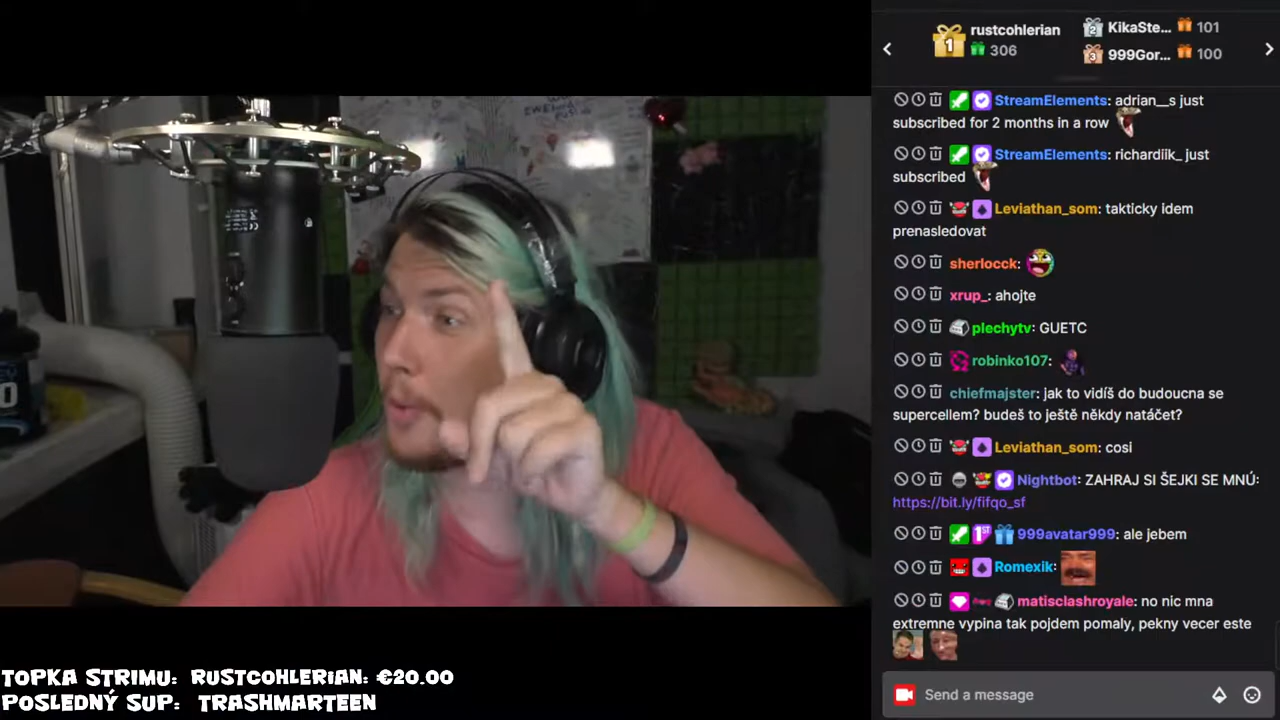 rustcohlerian
306
KikaSte... 101
999Gor... 100
StreamElements: adrian__s just
subscribed for 2 months in a row
StreamElements: richardiik_ just
subscribed
Leviathan_som: takticky idem
prenasledovat
sherlocck:
xrup_: ahojte
plechytv: GUETC
robinko107:
chiefmajster: jak to vidíš do budoucna se
supercellem? budeš to ještě někdy natáčet?
Leviathan_som: cosi
Nightbot: ZAHRAJ SI ŠEJKI SE MNÚ:
https://bit.ly/fifqo_sf
999avatar999: ale jebem
Romexik:
matisclashroyale: no nic mna
extremne vypina tak pojdem pomaly, pekny vecer este
Send a message
TOPKA STRIMU: RUSTCOHLERIAN: €20.00
POSLEDNÝ SUP: TRASHMARTEEN